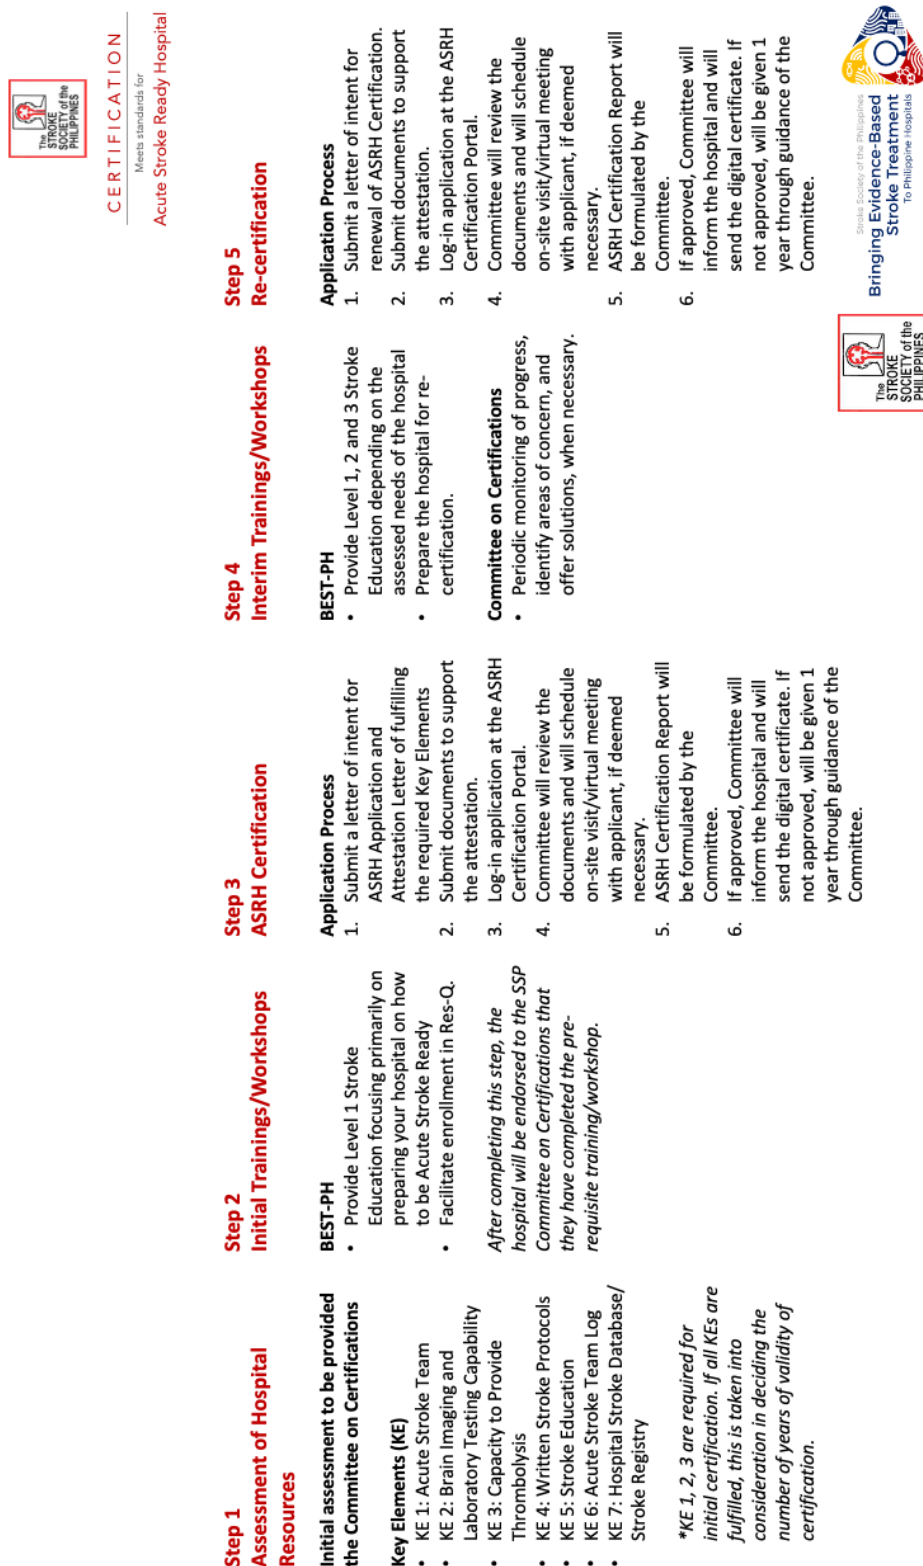 The
STROKE
SOCIETY of the
PHILIPPINES
CERTIFICATION
Meets standards for
Acute Stroke Ready Hospital
Step 1
Assessment of Hospital
Resources
Initial assessment to be provided
the Committee on Certifications
Key Elements (KE)
• KE 1: Acute Stroke Team
• KE 2: Brain Imaging and
Laboratory Testing Capability
• KE 3: Capacity to Provide
Thrombolysis
• KE 4: Written Stroke Protocols
• KE 5: Stroke Education
• KE 6: Acute Stroke Team Log
• KE 7: Hospital Stroke Database/
Stroke Registry
*KE 1, 2, 3 are required for
initial certification. If all KEs are
fulfilled, this is taken into
consideration in deciding the
number of years of validity of
certification.
Step 2
Initial Trainings/Workshops
BEST-PH
• Provide Level 1 Stroke
Education focusing primarily on
preparing your hospital on how
to be Acute Stroke Ready
• Facilitate enrollment in Res-Q.
After completing this step, the
hospital will be endorsed to the SSP
Committee on Certifications that
they have completed the pre-
requisite training/workshop.
Step 3
ASRH Certification
Application Process
1. Submit a letter of intent for
ASRH Application and
Attestation Letter of fulfilling
the required Key Elements
2. Submit documents to support
the attestation.
3. Log-in application at the ASRH
Certification Portal.
4. Committee will review the
documents and will schedule
on-site visit/virtual meeting
with applicant, if deemed
necessary.
5. ASRH Certification Report will
be formulated by the
Committee.
6. If approved, Committee will
inform the hospital and will
send the digital certificate. If
not approved, will be given 1
year through guidance of the
Committee.
Step 4
Interim Trainings/Workshops
BEST-PH
• Provide Level 1, 2 and 3 Stroke
Education depending on the
assessed needs of the hospital
• Prepare the hospital for re-
certification.
Committee on Certifications
• Periodic monitoring of progress,
identify areas of concern, and
offer solutions, when necessary.
Step 5
Re-certification
Application Process
1. Submit a letter of intent for
renewal of ASRH Certification.
2. Submit documents to support
the attestation.
3. Log-in application at the ASRH
Certification Portal.
4. Committee will review the
documents and will schedule
on-site visit/virtual meeting
with applicant, if deemed
necessary.
5. ASRH Certification Report will
be formulated by the
Committee.
6. If approved, Committee will
inform the hospital and will
send the digital certificate. If
not approved, will be given 1
year through guidance of the
Committee.
The
STROKE
SOCIETY of the
PHILIPPINES
Stroke Society of the Philippines
Bringing Evidence-Based
Stroke Treatment
To Philippine Hospitals